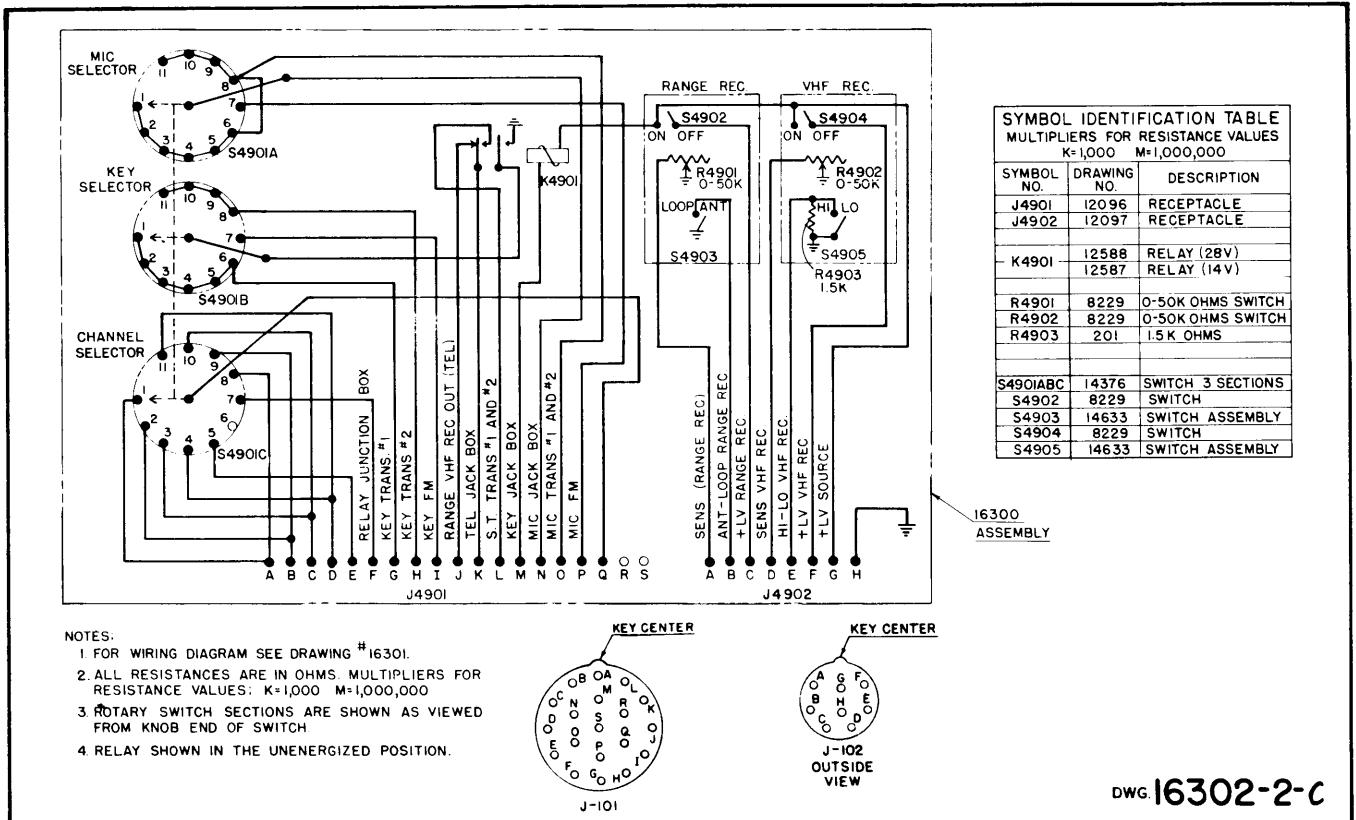 MIC
SELECTOR
11 10 9 8 7 6 5 4 3 2 1
S4901A
KEY
SELECTOR
11 10 9 8 7 6 5 4 3 2 1
S4901B
CHANNEL
SELECTOR
11 10 9 8 7 6 5 4 3 2 1
S4901C
K4901
RANGE REC.
S4902
ON OFF
R4901
0-50K
LOOP ANT
S4903
VHF REC.
S4904
ON OFF
R4902
0-50K
HI LO
S4905
R4903
1.5K
RELAY JUNCTION BOX
KEY TRANS. #1
KEY TRANS #2
KEY FM
RANGE VHF REC OUT (TEL)
TEL JACK BOX
S.T. TRANS #1 AND #2
KEY JACK BOX
MIC JACK BOX
MIC TRANS #1 AND #2
MIC FM
SENS (RANGE REC)
ANT-LOOP RANGE REC
+LV RANGE REC
SENS VHF REC
HI-LO VHF REC.
+LV VHF REC
+LV SOURCE
A B C D E F G H I J K L M N O P Q R S
J4901
A B C D E F G H
J4902
16300
ASSEMBLY
SYMBOL IDENTIFICATION TABLE
MULTIPLIERS FOR RESISTANCE VALUES
K=1,000 M=1,000,000
SYMBOL NO. DRAWING NO. DESCRIPTION
J4901 12096 RECEPTACLE
J4902 12097 RECEPTACLE
K4901 12588 RELAY (28V)
12587 RELAY (14V)
R4901 8229 0-50K OHMS SWITCH
R4902 8229 0-50K OHMS SWITCH
R4903 201 1.5K OHMS
S4901ABC 14376 SWITCH 3 SECTIONS
S4902 8229 SWITCH
S4903 14633 SWITCH ASSEMBLY
S4904 8229 SWITCH
S4905 14633 SWITCH ASSEMBLY
NOTES:
1. FOR WIRING DIAGRAM SEE DRAWING #16301.
2. ALL RESISTANCES ARE IN OHMS. MULTIPLIERS FOR
RESISTANCE VALUES; K=1,000 M=1,000,000
3. ROTARY SWITCH SECTIONS ARE SHOWN AS VIEWED
FROM KNOB END OF SWITCH
4. RELAY SHOWN IN THE UNENERGIZED POSITION.
KEY CENTER
A B C D E F G H I J K L M N O P Q R S
J-101
KEY CENTER
A B C D E F G H
J-102
OUTSIDE
VIEW
DWG. 16302-2-C